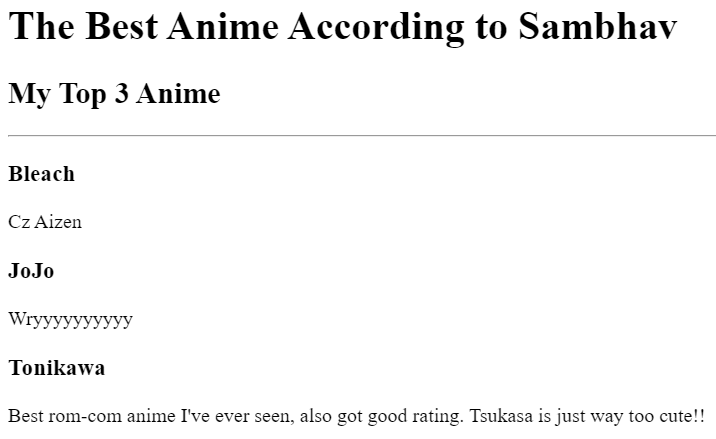 The Best Anime According to Sambhav
My Top 3 Anime
Bleach
Cz Aizen
JoJo
Wryyyyyyyyyy
Tonikawa
Best rom-com anime I've ever seen, also got good rating. Tsukasa is just way too cute!!